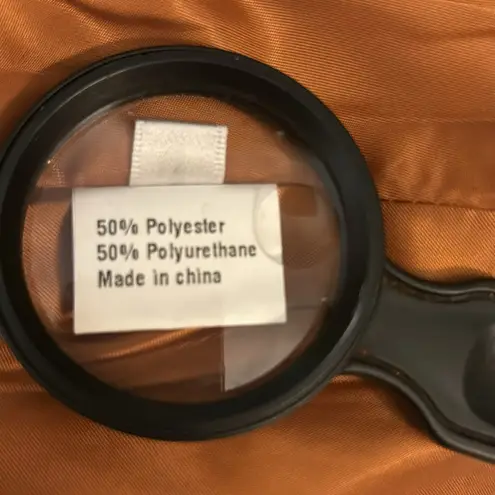 50% Polyester
50% Polyurethane
Made in china